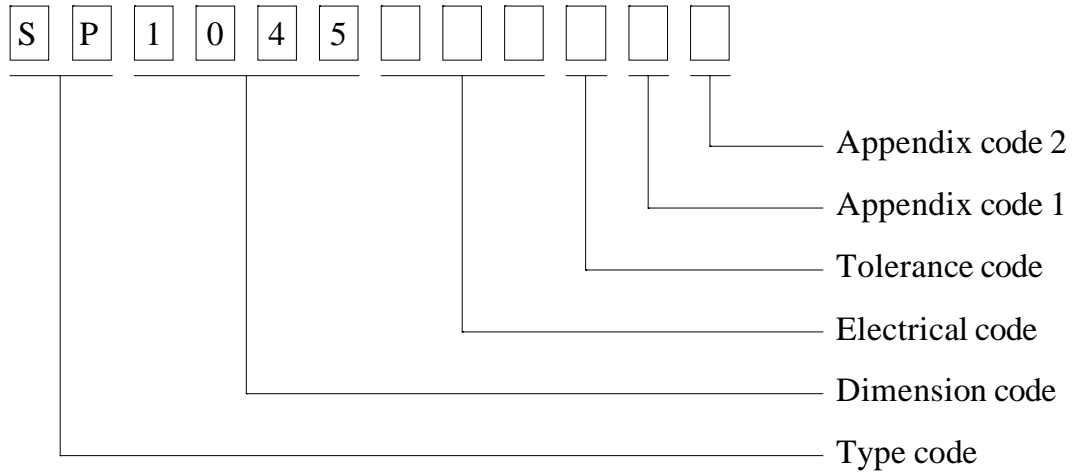 S P 1 0 4 5
Appendix code 2
Appendix code 1
Tolerance code
Electrical code
Dimension code
Type code